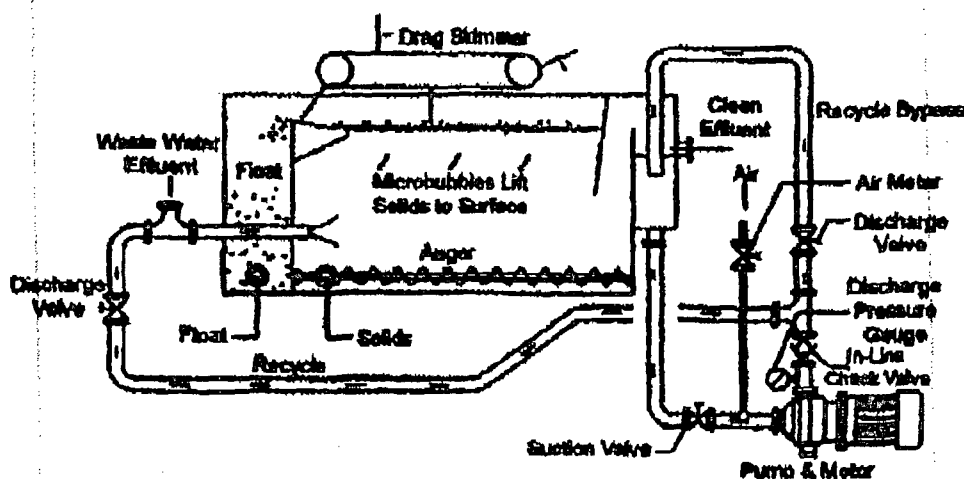 Drag Skimmer
Recycle Bypass
Clean
Effluent
Waste Water
Effluent
Float
Microbubbles Lift
Solids to Surface
Air
Air Meter
Discharge
Valve
Auger
Discharge
Valve
Discharge
Pressure
Gauge
Float
Solids
Recycle
In-Line
Check Valve
Suction Valve
Pump & Motor